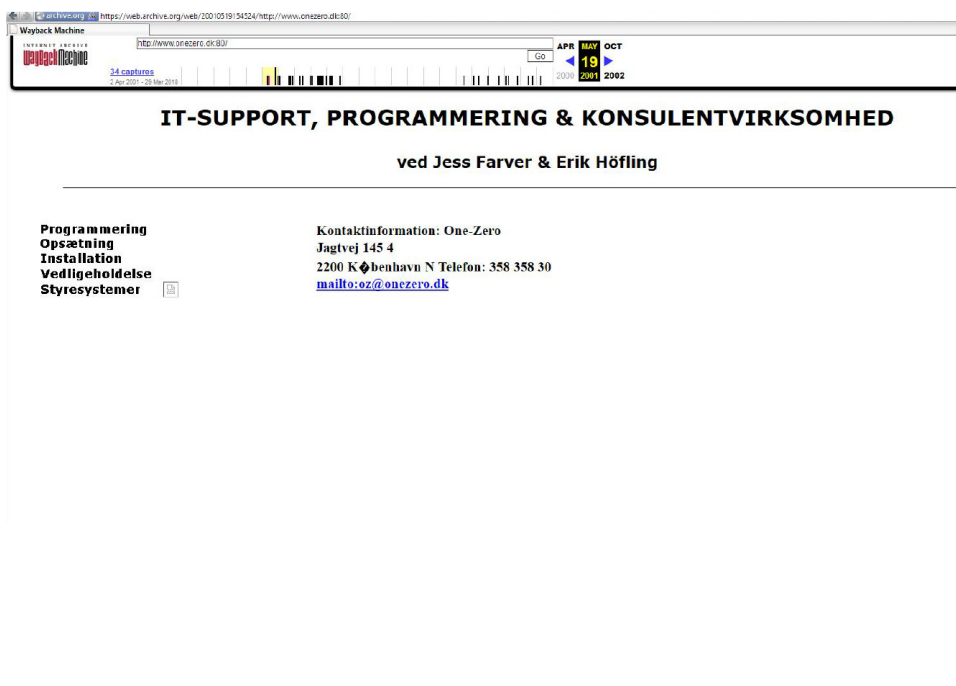 archive.org https://web.archive.org/web/20010519154524/http://www.onezero.dk:80/
Wayback Machine
INTERNET ARCHIVE
WayBack Machine
http://www.onezero.dk:80/
Go
APR MAY OCT
19
2000 2001 2002
34 captures
2 Apr 2001 - 29 Mar 2018
IT-SUPPORT, PROGRAMMERING & KONSULENTVIRKSOMHED
ved Jess Farver & Erik Höfling
Programmering
Opsætning
Installation
Vedligeholdelse
Styresystemer
Kontaktinformation: One-Zero
Jagtvej 145 4
2200 K�benhavn N Telefon: 358 358 30
mailto:oz@onezero.dk